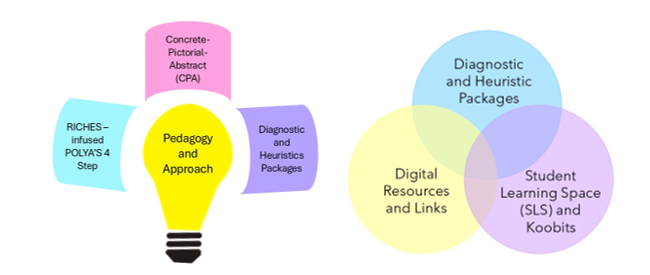 Concrete-
Pictorial-
Abstract
(CPA)
RICHES –
infused
POLYA'S 4
Step
Pedagogy
and
Approach
Diagnostic
and
Heuristics
Packages
Diagnostic
and Heuristic
Packages
Digital
Resources
and Links
Student
Learning Space
(SLS) and
Koobits